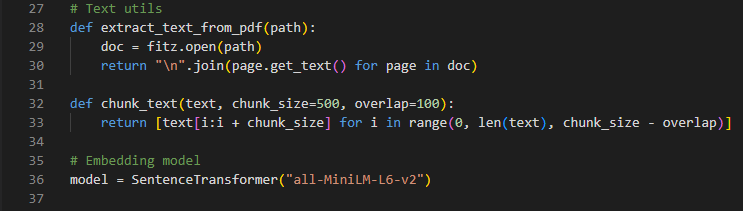 27 # Text utils
28 def extract_text_from_pdf(path):
29     doc = fitz.open(path)
30     return "\n".join(page.get_text() for page in doc)
31
32 def chunk_text(text, chunk_size=500, overlap=100):
33     return [text[i:i + chunk_size] for i in range(0, len(text), chunk_size - overlap)]
34
35 # Embedding model
36 model = SentenceTransformer("all-MiniLM-L6-v2")
37